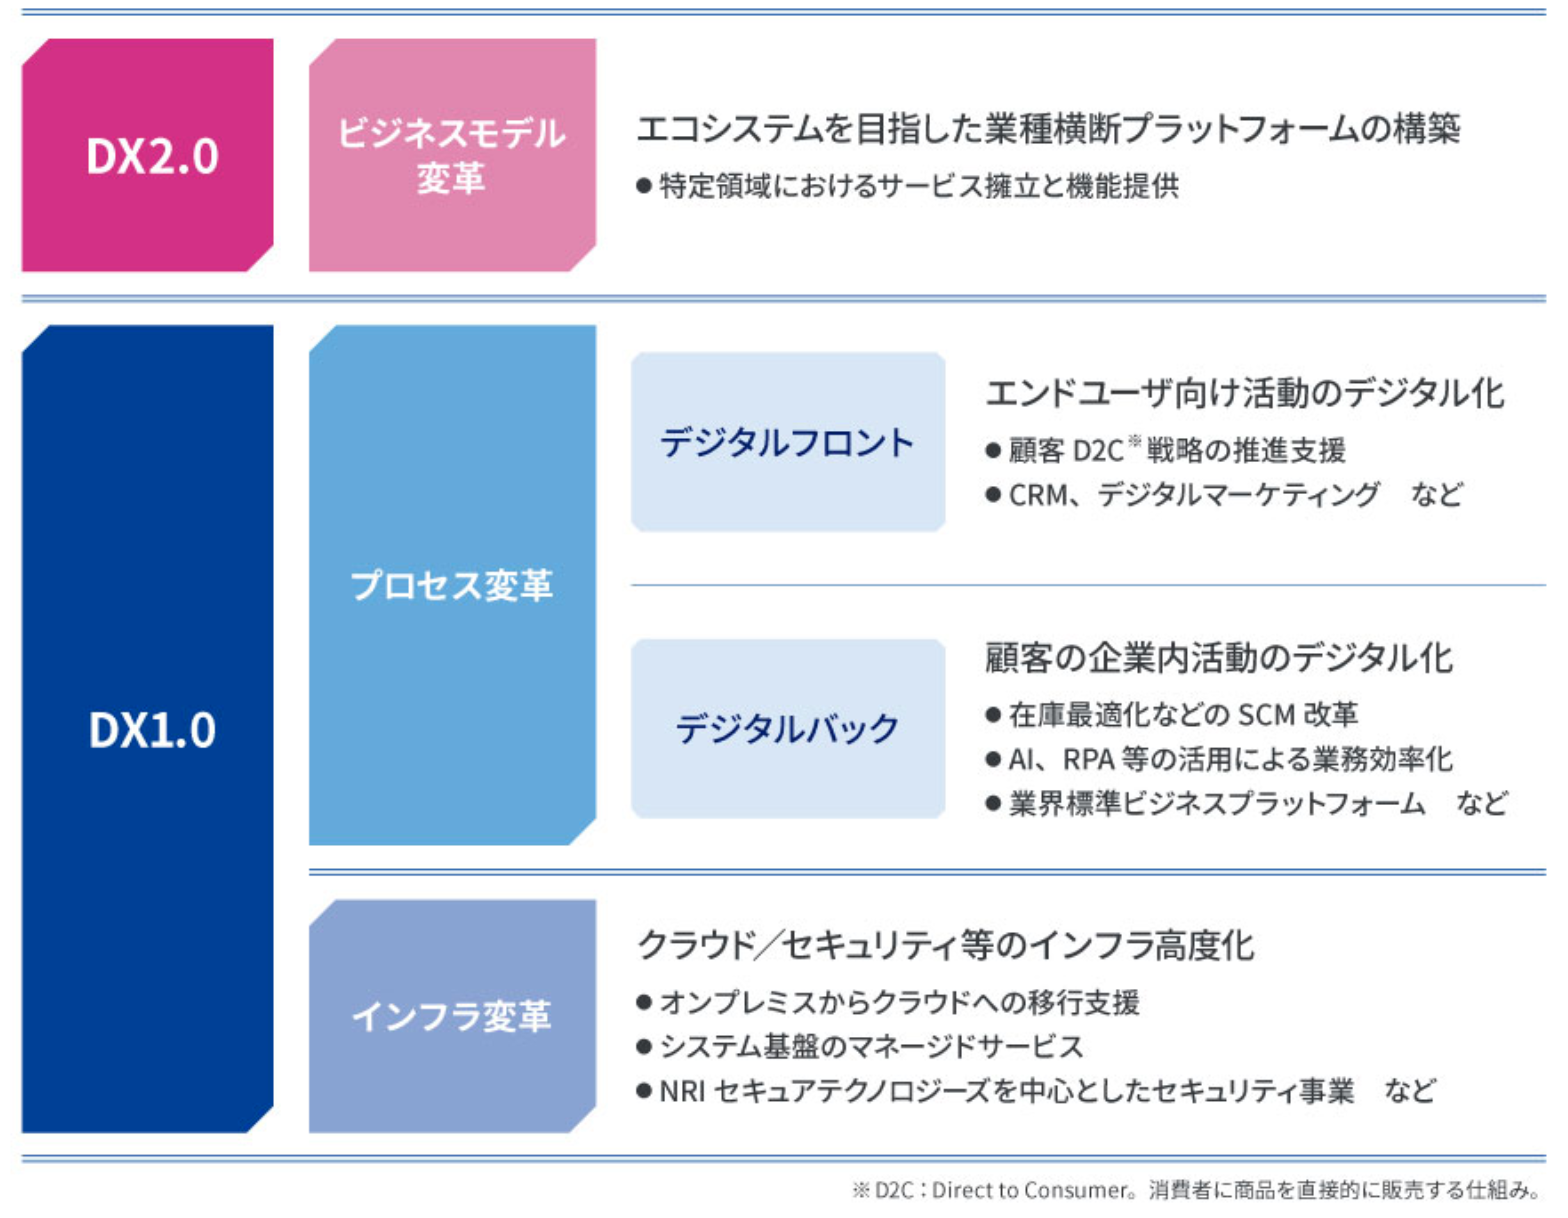 DX2.0
ビジネスモデル
変革
エコシステムを目指した業種横断プラットフォームの構築
● 特定領域におけるサービス擁立と機能提供
DX1.0
プロセス変革
デジタルフロント
エンドユーザ向け活動のデジタル化
● 顧客 D2C※戦略の推進支援
● CRM、デジタルマーケティング　など
デジタルバック
顧客の企業内活動のデジタル化
● 在庫最適化などの SCM 改革
● AI、RPA 等の活用による業務効率化
● 業界標準ビジネスプラットフォーム　など
インフラ変革
クラウド／セキュリティ等のインフラ高度化
● オンプレミスからクラウドへの移行支援
● システム基盤のマネージドサービス
● NRI セキュアテクノロジーズを中心としたセキュリティ事業　など
※ D2C：Direct to Consumer。消費者に商品を直接的に販売する仕組み。